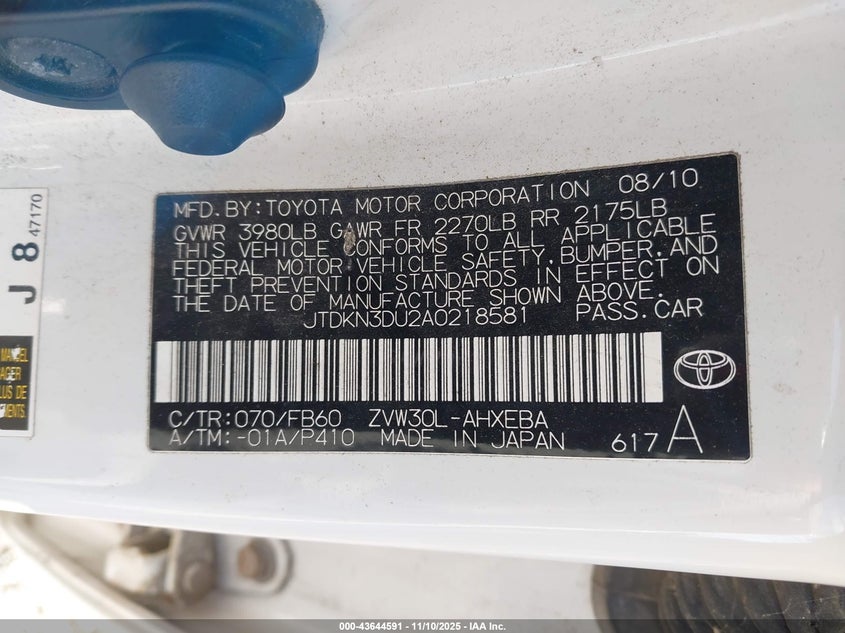 MFD. BY: TOYOTA MOTOR CORPORATION 08/10
GVWR 3980LB GAWR FR 2270LB RR 2175LB
THIS VEHICLE CONFORMS TO ALL APPLICABLE
FEDERAL MOTOR VEHICLE SAFETY, BUMPER, AND
THEFT PREVENTION STANDARDS IN EFFECT ON
THE DATE OF MANUFACTURE SHOWN ABOVE.
JTDKN3DU2A0218581 PASS.CAR
C/TR: 070/FB60 ZVW30L-AHXEBA
A/TM: -01A/P410 MADE IN JAPAN 617 A
J 8 47170
MANUEL
PLUS DE
000-43644591 - 11/10/2025 - IAA Inc.